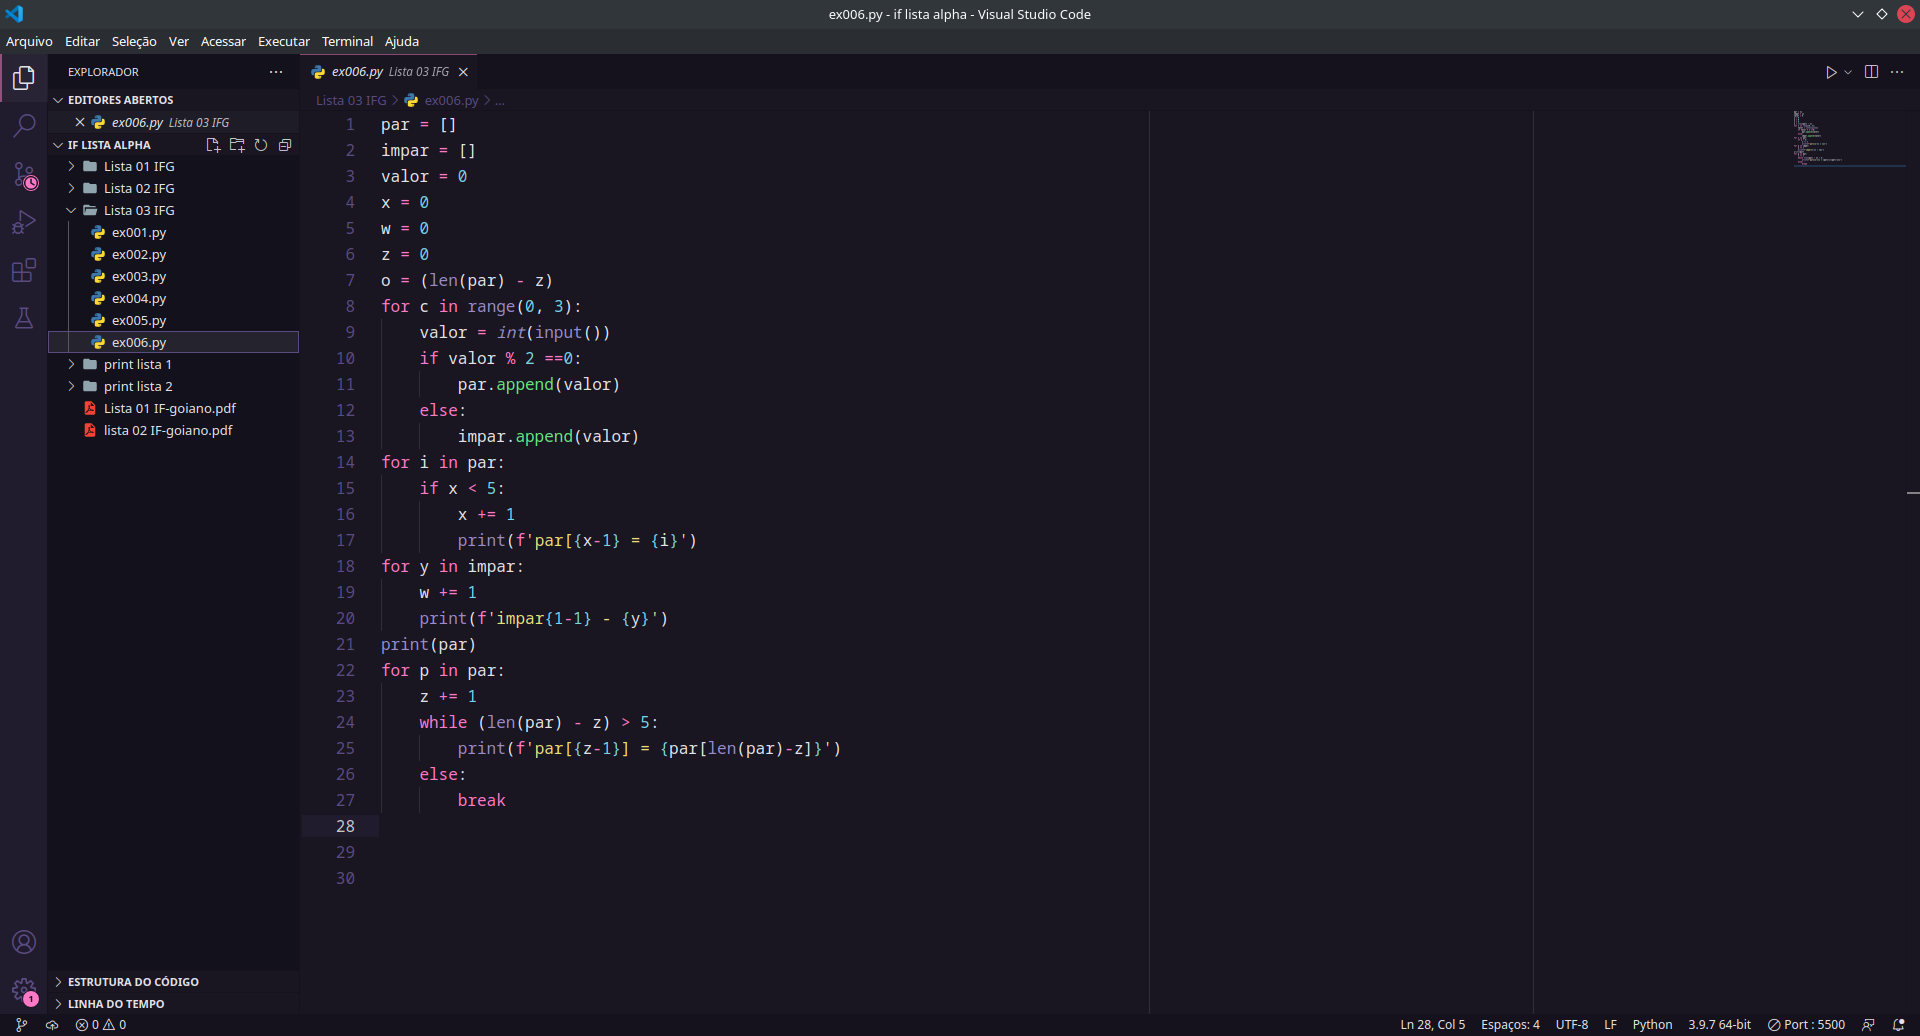 ex006.py - if lista alpha - Visual Studio Code
Arquivo Editar Seleção Ver Acessar Executar Terminal Ajuda
EXPLORADOR
EDITORES ABERTOS
ex006.py Lista 03 IFG
IF LISTA ALPHA
Lista 01 IFG
Lista 02 IFG
Lista 03 IFG
ex001.py
ex002.py
ex003.py
ex004.py
ex005.py
ex006.py
print lista 1
print lista 2
Lista 01 IF-goiano.pdf
lista 02 IF-goiano.pdf
ESTRUTURA DO CÓDIGO
LINHA DO TEMPO
ex006.py Lista 03 IFG
Lista 03 IFG > ex006.py > ...
1 par = []
2 impar = []
3 valor = 0
4 x = 0
5 w = 0
6 z = 0
7 o = (len(par) - z)
8 for c in range(0, 3):
9     valor = int(input())
10     if valor % 2 ==0:
11         par.append(valor)
12     else:
13         impar.append(valor)
14 for i in par:
15     if x < 5:
16         x += 1
17         print(f'par[{x-1} = {i}')
18 for y in impar:
19     w += 1
20     print(f'impar{1-1} - {y}')
21 print(par)
22 for p in par:
23     z += 1
24     while (len(par) - z) > 5:
25         print(f'par[{z-1}] = {par[len(par)-z]}')
26     else:
27         break
28
29
30
1
0 0
Ln 28, Col 5 Espaços: 4 UTF-8 LF Python 3.9.7 64-bit Port : 5500